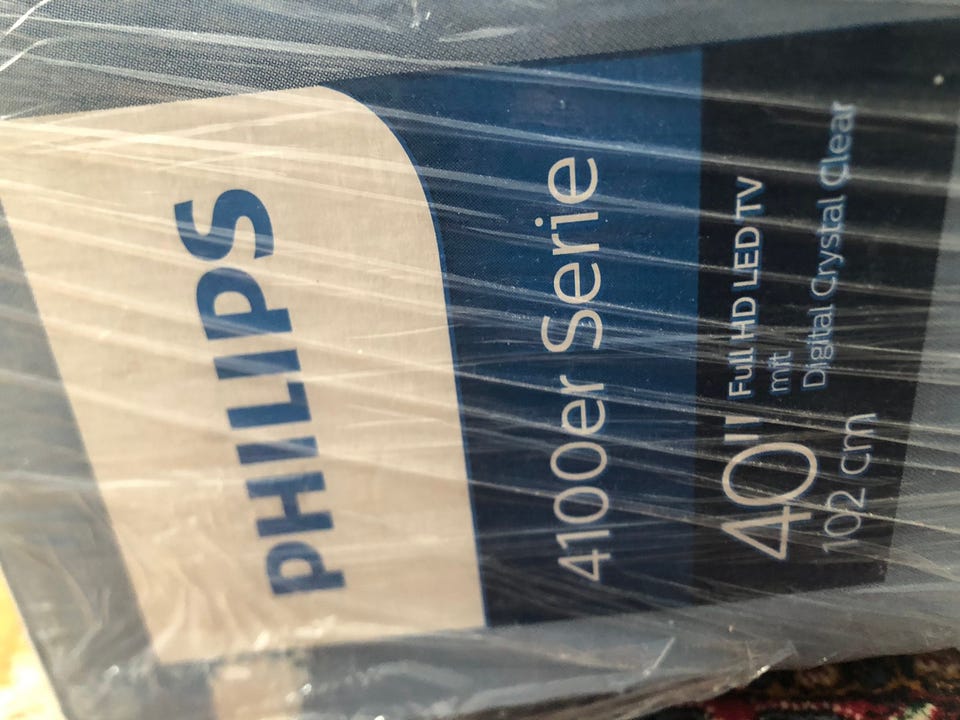 PHILIPS
4100er Serie
40" Full HD LED TV
mit
Digital Crystal Clear
102 cm